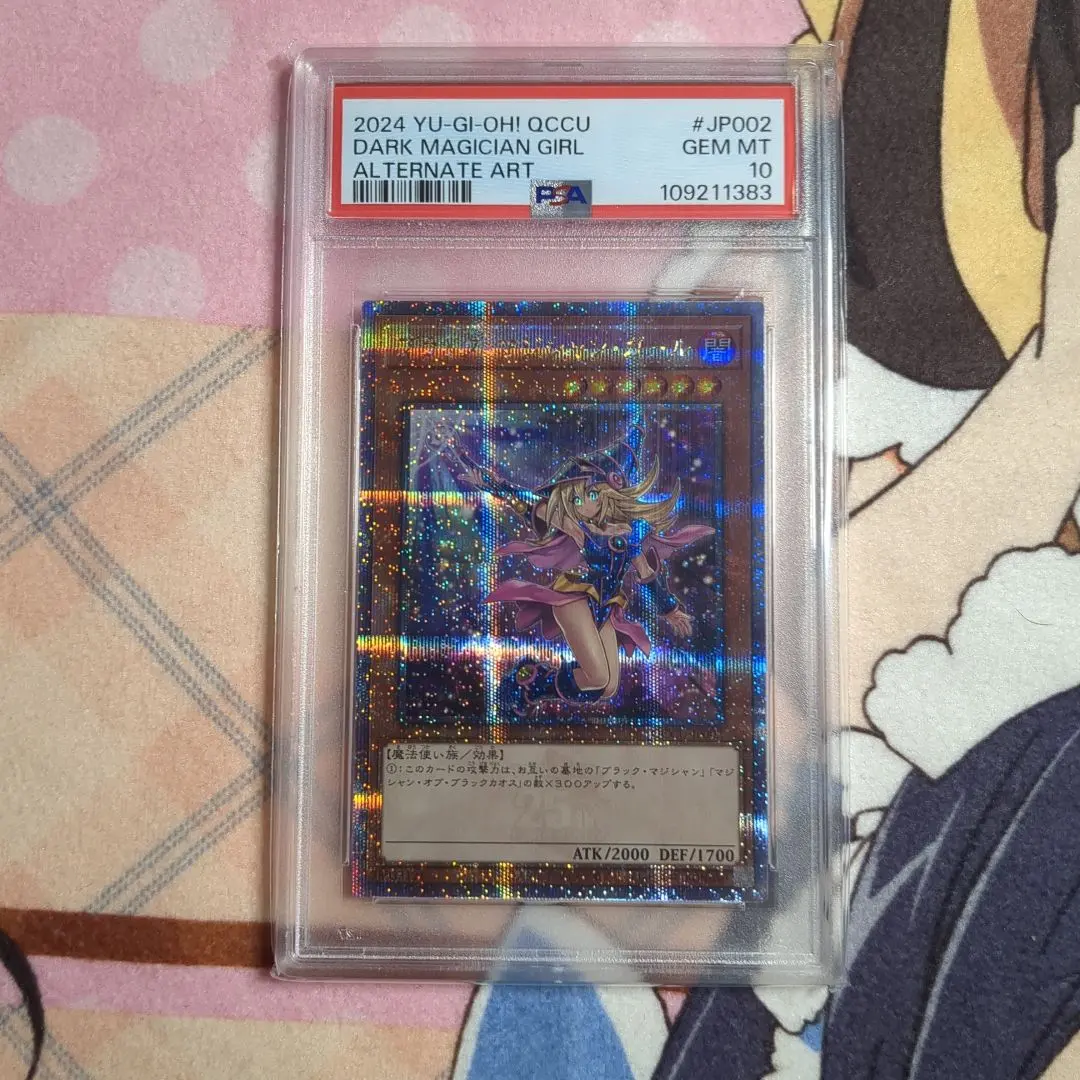 2024 YU-GI-OH! QCCU #JP002
DARK MAGICIAN GIRL GEM MT
ALTERNATE ART 10
PSA 109211383
闇
【魔法使い族／効果】
①：このカードの攻撃力は、お互いの墓地の「ブラック・マジシャン」「マジ
シャン・オブ・ブラックカオス」の数×３００アップする。
25th
ATK/2000 DEF/1700